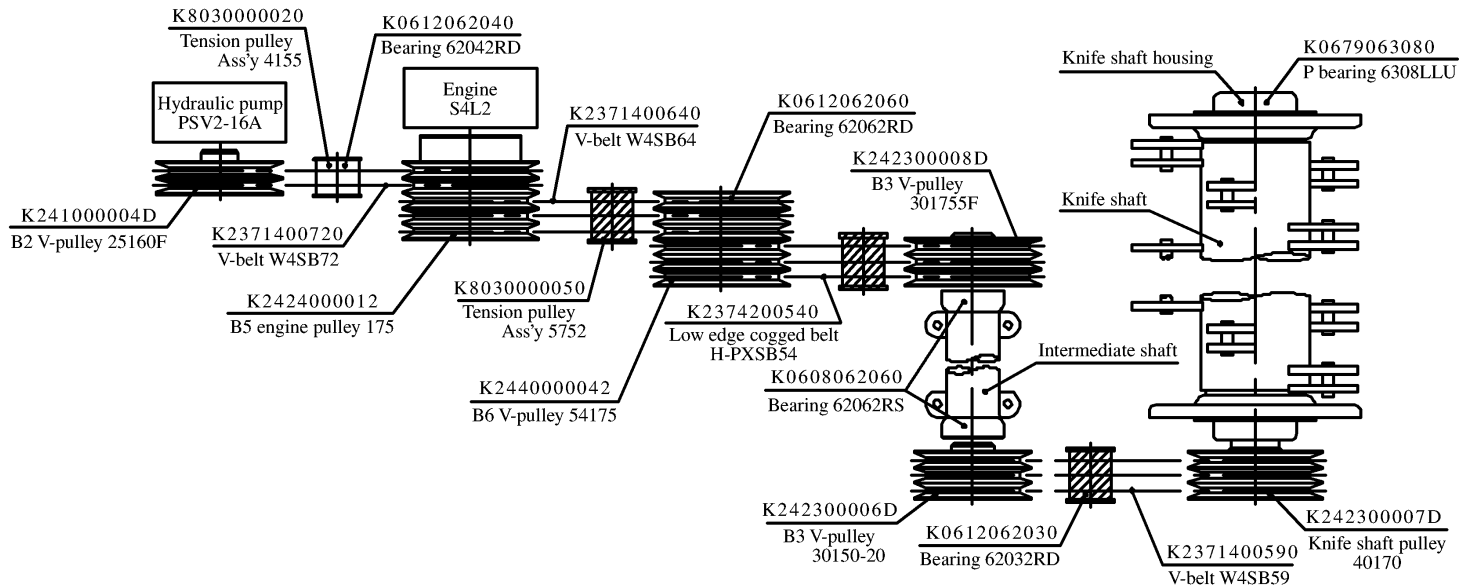 K8030000020
Tension pulley
Ass'y 4155
K0612062040
Bearing 62042RD
Hydraulic pump
PSV2-16A
Engine
S4L2
K2371400640
V-belt W4SB64
K0612062060
Bearing 62062RD
K242300008D
B3 V-pulley
301755F
Knife shaft housing
K0679063080
P bearing 6308LLU
Knife shaft
K241000004D
B2 V-pulley 25160F
K2371400720
V-belt W4SB72
K2424000012
B5 engine pulley 175
K8030000050
Tension pulley
Ass'y 5752
K2374200540
Low edge cogged belt
H-PXSB54
K2440000042
B6 V-pulley 54175
K0608062060
Bearing 62062RS
Intermediate shaft
K242300006D
B3 V-pulley
30150-20
K0612062030
Bearing 62032RD
K2371400590
V-belt W4SB59
K242300007D
Knife shaft pulley
40170